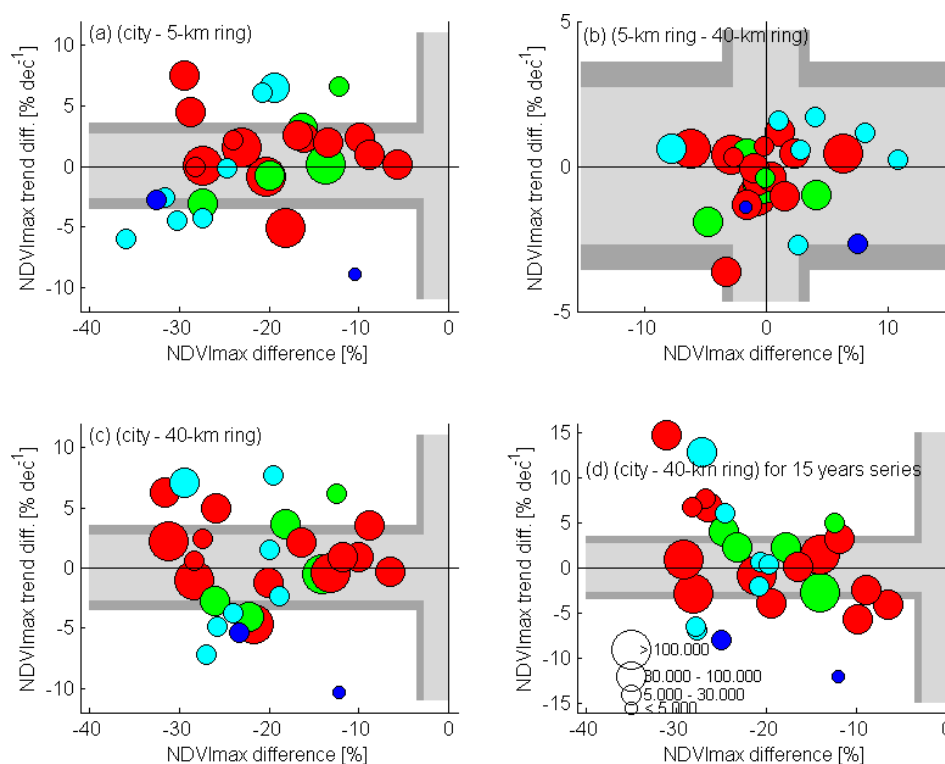 (a) (city - 5-km ring)
NDVImax trend diff. [% dec⁻¹]
10
5
0
-5
-10
-40
-30
-20
-10
0
NDVImax difference [%]
(b) (5-km ring - 40-km ring)
NDVImax trend diff. [% dec⁻¹]
5
0
-5
-10
0
10
NDVImax difference [%]
(c) (city - 40-km ring)
NDVImax trend diff. [% dec⁻¹]
10
5
0
-5
-10
-40
-30
-20
-10
0
NDVImax difference [%]
(d) (city - 40-km ring) for 15 years series
NDVImax trend diff. [% dec⁻¹]
15
10
5
0
-5
-10
-15
> 100.000
30.000 - 100.000
5.000 - 30.000
< 5.000
-40
-30
-20
-10
0
NDVImax difference [%]